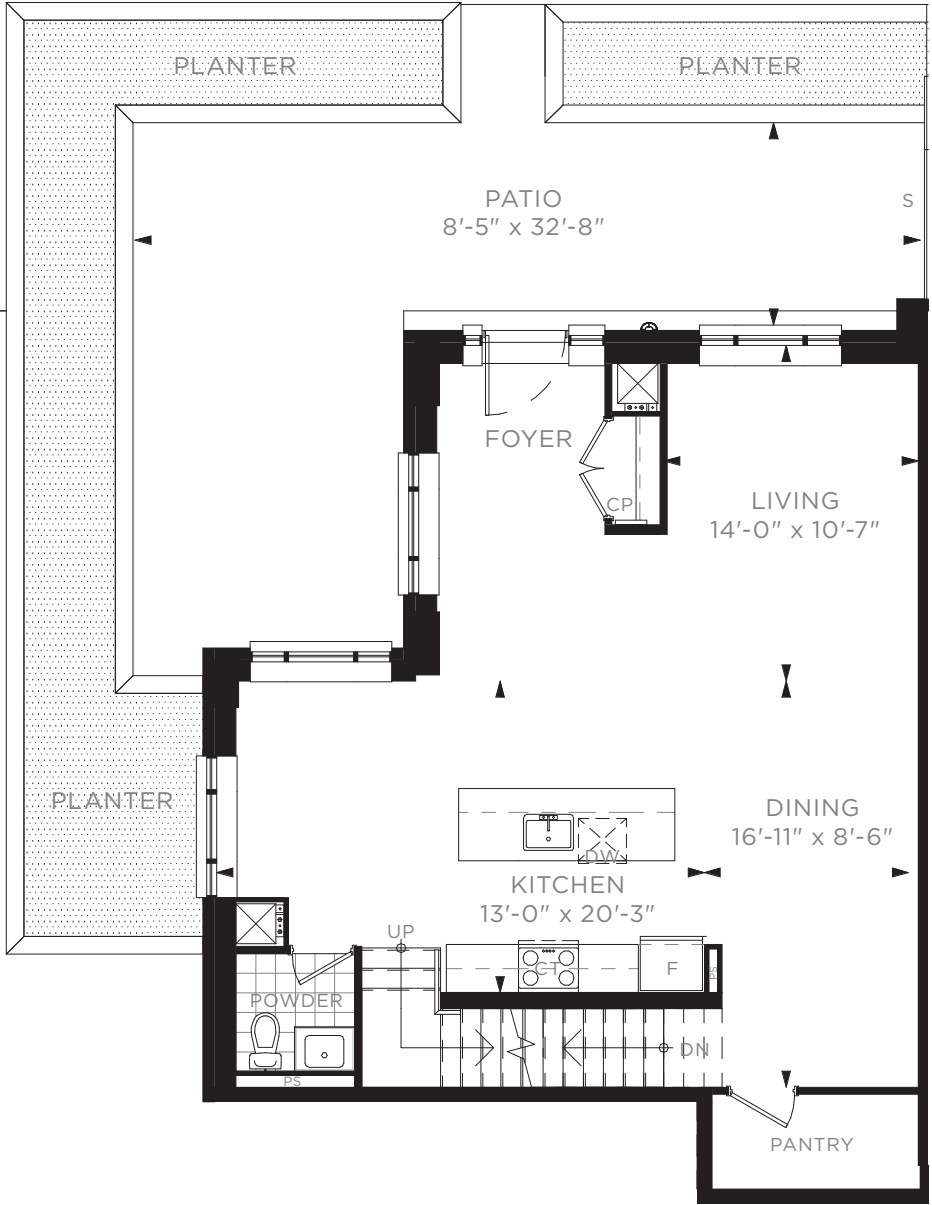 PLANTER
PLANTER
PATIO
8'-5" x 32'-8"
S
FOYER
CP
LIVING
14'-0" x 10'-7"
PLANTER
DINING
16'-11" x 8'-6"
DW
KITCHEN
13'-0" x 20'-3"
UP
CT
F
PS
POWDER
DN
PS
PANTRY